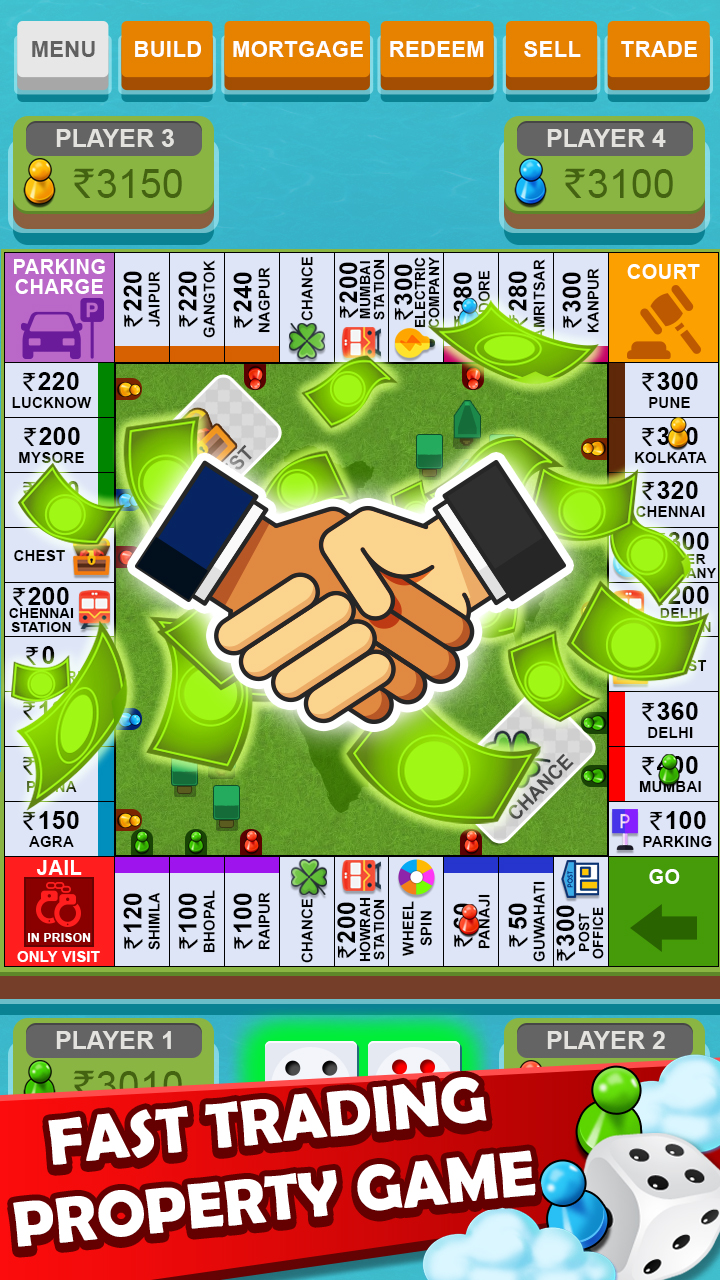 MENU
BUILD
MORTGAGE
REDEEM
SELL
TRADE
PLAYER 3
₹3150
PLAYER 4
₹3100
PARKING
CHARGE
₹220
JAIPUR
₹220
GANGTOK
₹240
NAGPUR
CHANCE
₹200
MUMBAI
STATION
₹300
ELECTRIC
COMPANY
₹280
₹300
KANPUR
COURT
₹220
LUCKNOW
₹200
MYSORE
CHEST
₹200
CHENNAI
STATION
₹0
₹150
AGRA
₹300
PUNE
KOLKATA
₹320
CHENNAI
DELHI
₹360
DELHI
MUMBAI
₹100
PARKING
CHANCE
JAIL
IN PRISON
ONLY VISIT
₹120
SHIMLA
₹100
BHOPAL
₹100
RAIPUR
CHANCE
₹200
HOWRAH
STATION
WHEEL
SPIN
PANAJI
₹50
GUWAHATI
₹300
POST
OFFICE
POST
GO
PLAYER 1
₹3010
PLAYER 2
FAST TRADING
PROPERTY GAME